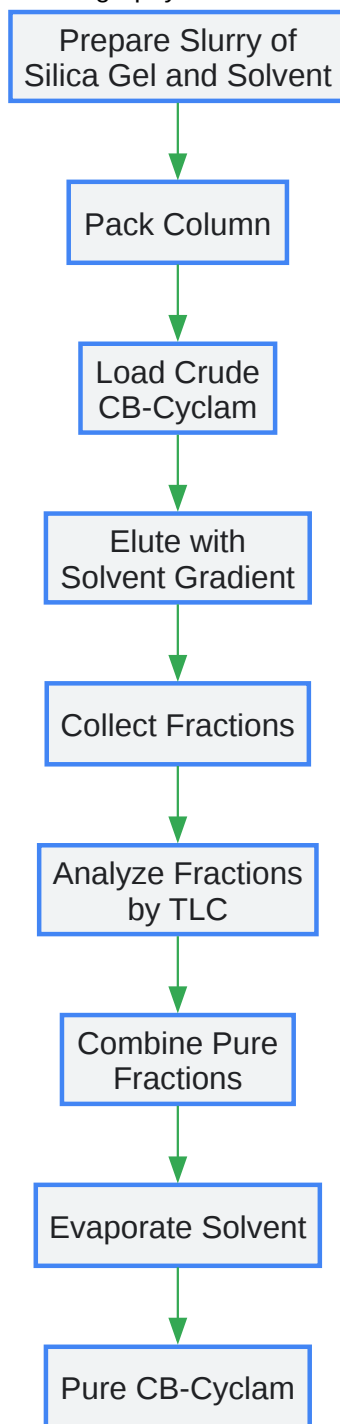 Prepare Slurry of
Silica Gel and Solvent
Pack Column
Load Crude
CB-Cyclam
Elute with
Solvent Gradient
Collect Fractions
Analyze Fractions
by TLC
Combine Pure
Fractions
Evaporate Solvent
Pure CB-Cyclam